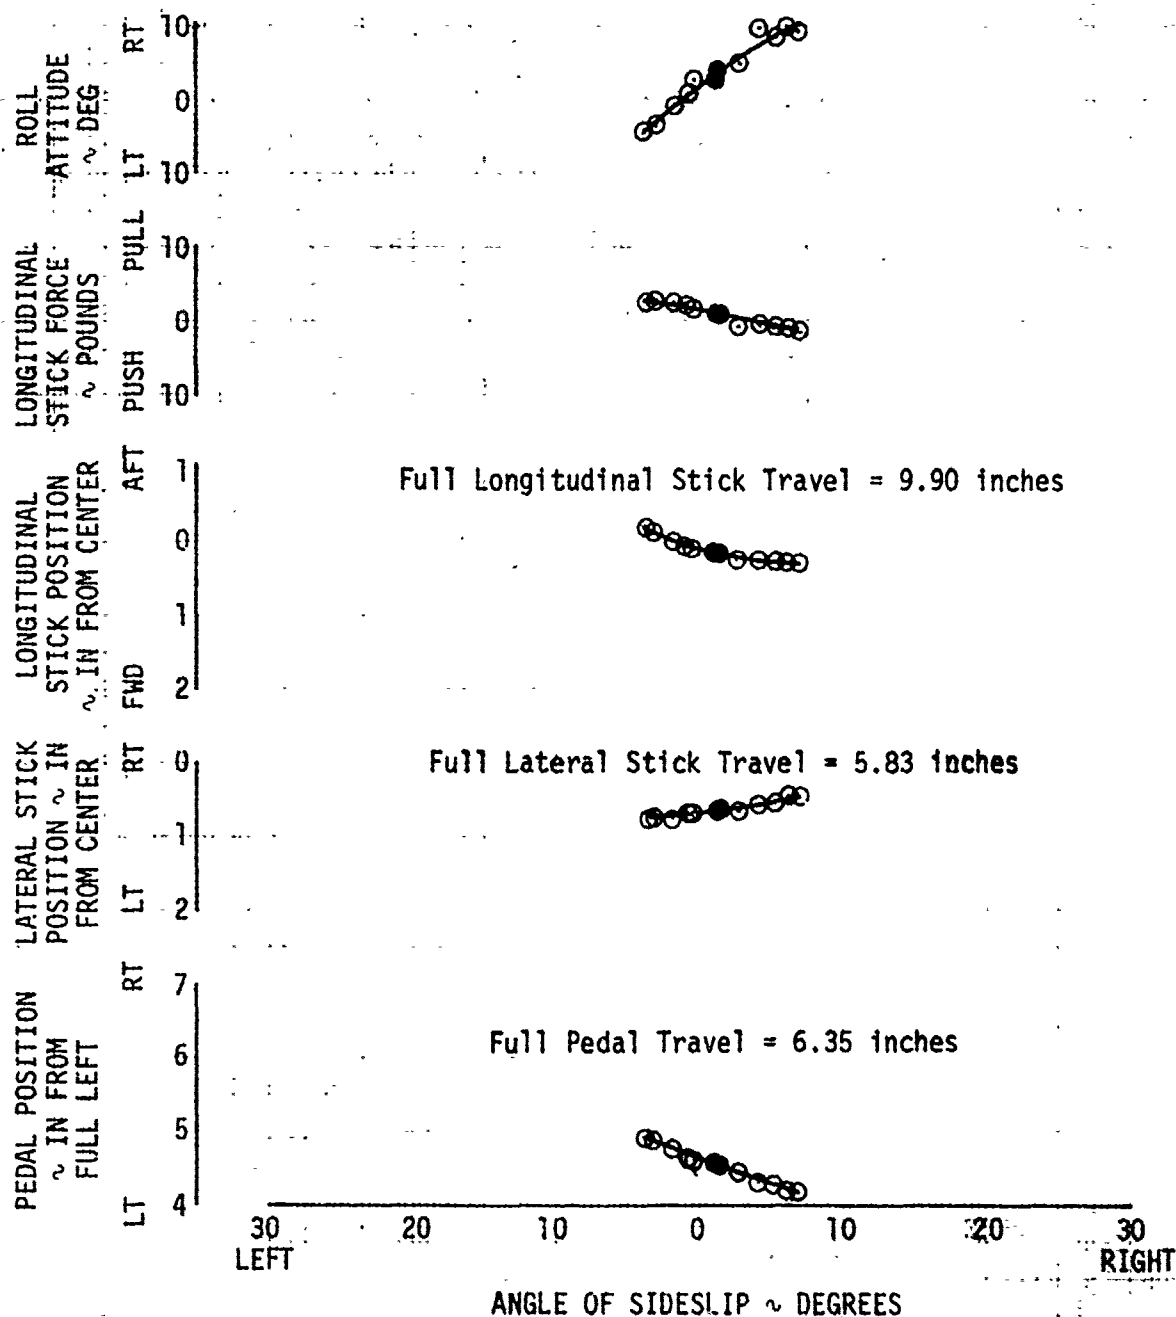 ROLL
ATTITUDE
~ DEG
LT RT
10
0
10
LONGITUDINAL
STICK FORCE
~ POUNDS
PUSH PULL
10
0
10
LONGITUDINAL
STICK POSITION
~ IN FROM CENTER
FWD AFT
1
0
1
2
Full Longitudinal Stick Travel = 9.90 inches
LATERAL STICK
POSITION ~ IN
FROM CENTER
LT RT
0
1
2
Full Lateral Stick Travel = 5.83 inches
PEDAL POSITION
~ IN FROM
FULL LEFT
LT RT
7
6
5
4
Full Pedal Travel = 6.35 inches
30 20 10 0 10 20 30
LEFT RIGHT
ANGLE OF SIDESLIP ~ DEGREES